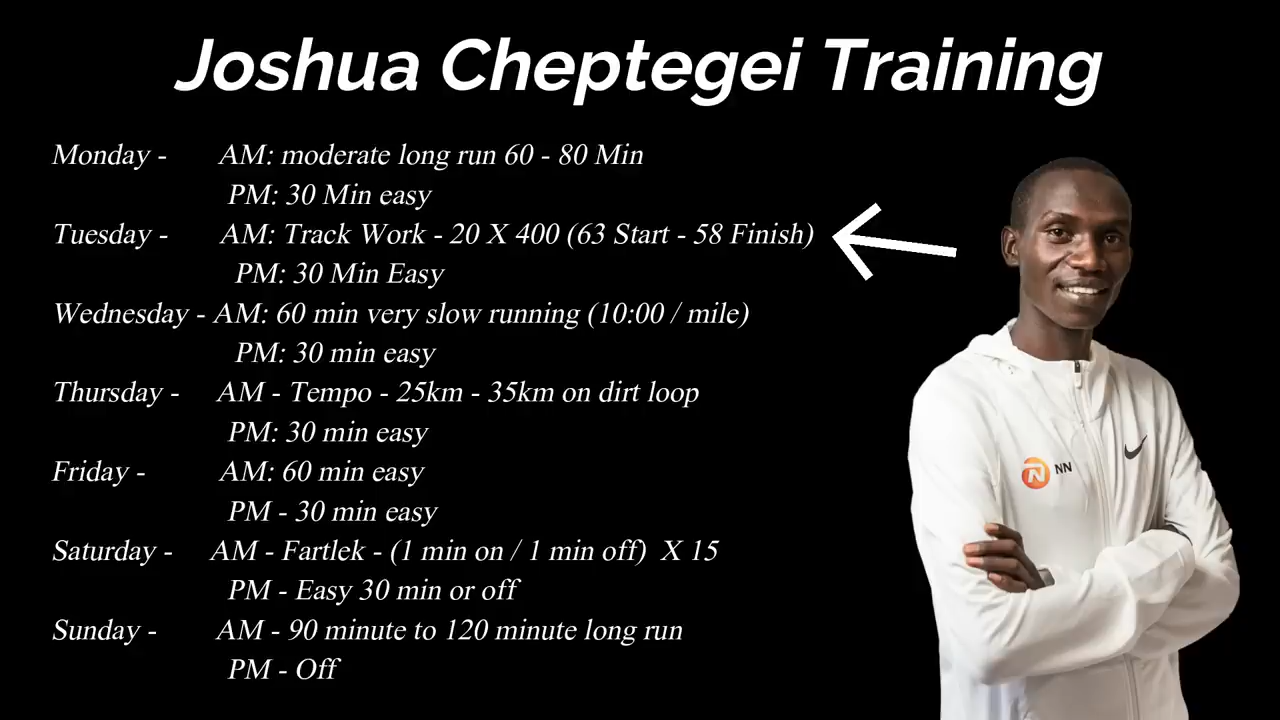 Joshua Cheptegei Training
Monday - AM: moderate long run 60 - 80 Min
PM: 30 Min easy
Tuesday - AM: Track Work - 20 X 400 (63 Start - 58 Finish)
PM: 30 Min Easy
Wednesday - AM: 60 min very slow running (10:00 / mile)
PM: 30 min easy
Thursday - AM - Tempo - 25km - 35km on dirt loop
PM: 30 min easy
Friday - AM: 60 min easy
PM - 30 min easy
Saturday - AM - Fartlek - (1 min on / 1 min off) X 15
PM - Easy 30 min or off
Sunday - AM - 90 minute to 120 minute long run
PM - Off
N NN